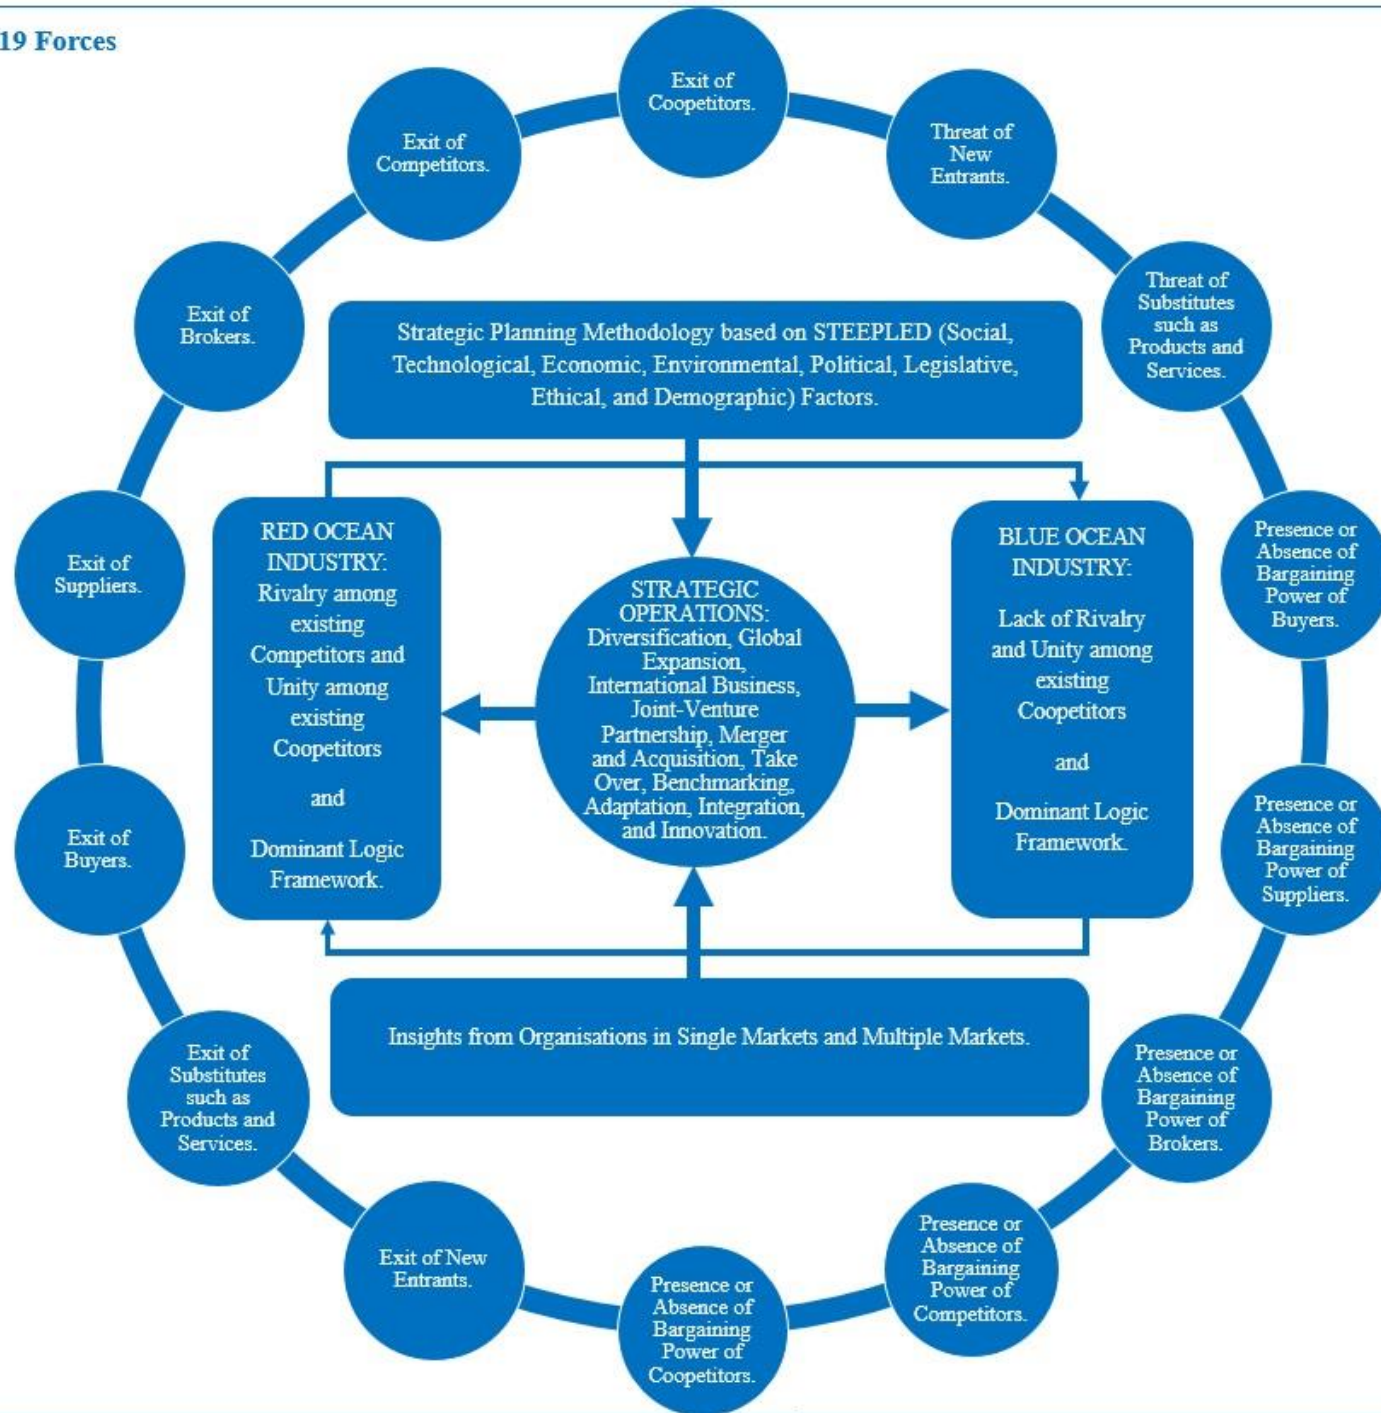 19 Forces
Exit of
Coopetitors.
Threat of
New
Entrants.
Threat of
Substitutes
such as
Products and
Services.
Presence or
Absence of
Bargaining
Power of
Buyers.
Presence or
Absence of
Bargaining
Power of
Suppliers.
Presence or
Absence of
Bargaining
Power of
Brokers.
Presence or
Absence of
Bargaining
Power of
Competitors.
Presence or
Absence of
Bargaining
Power of
Coopetitors.
Exit of New
Entrants.
Exit of
Substitutes
such as
Products and
Services.
Exit of
Buyers.
Exit of
Suppliers.
Exit of
Brokers.
Exit of
Competitors.
Strategic Planning Methodology based on STEEPLED (Social,
Technological, Economic, Environmental, Political, Legislative,
Ethical, and Demographic) Factors.
RED OCEAN
INDUSTRY:
Rivalry among
existing
Competitors and
Unity among
existing
Coopetitors
and
Dominant Logic
Framework.
STRATEGIC
OPERATIONS:
Diversification, Global
Expansion,
International Business,
Joint-Venture
Partnership, Merger
and Acquisition, Take
Over, Benchmarking,
Adaptation, Integration,
and Innovation.
BLUE OCEAN
INDUSTRY:
Lack of Rivalry
and Unity among
existing
Coopetitors
and
Dominant Logic
Framework.
Insights from Organisations in Single Markets and Multiple Markets.